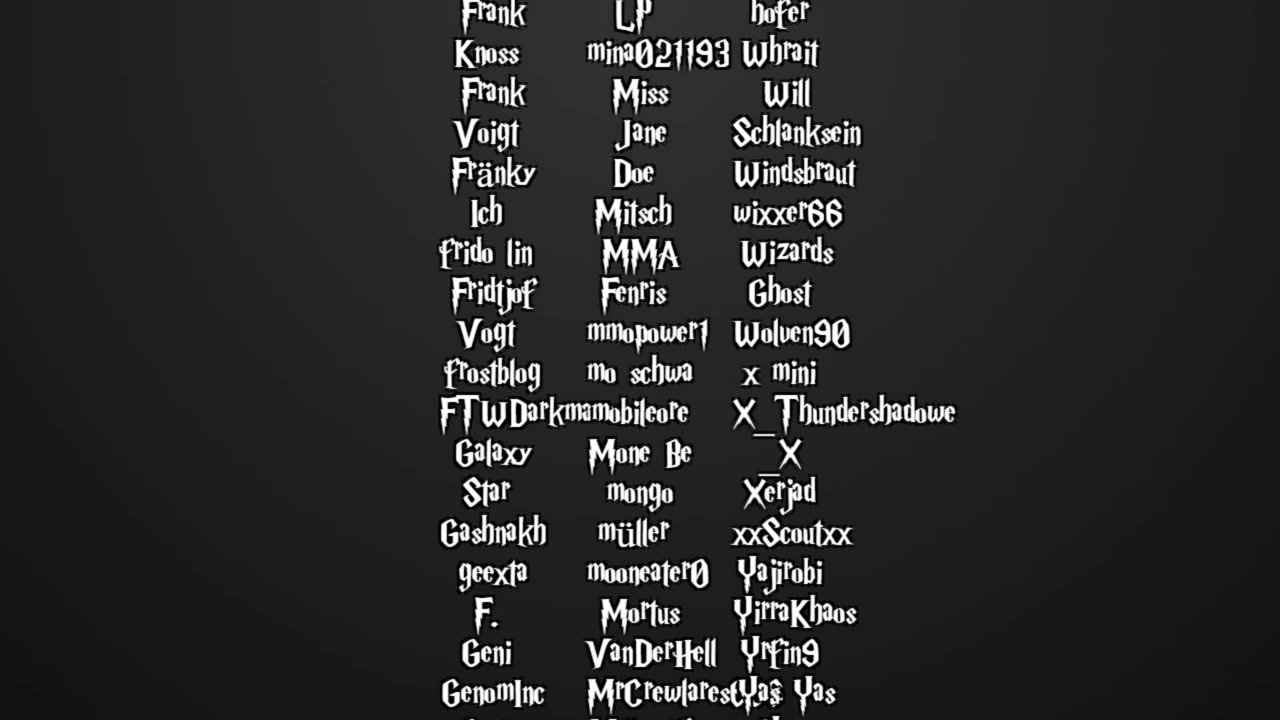 Frank LP hofer
Knoss mina021193 Whrait
Frank Miss Will
Voigt Jane Schlanksein
Fränky Doe Windsbraut
Ich Mitsch wixxer66
frido lin MMA Wizards
Fridtjof Fenris Ghost
Vogt mmopower1 Wolven90
frostblog mo schwa x mini
FTWDarkmamobileore X_Thundershadowe
Galaxy Mone Be _X
Star mongo Xerjad
Gashnakh müller xxScoutxx
geexta mooneater0 Yajirobi
F. Mortus YirraKhaos
Geni VanDerHell Yrfin9
GenomInc Yas Yas